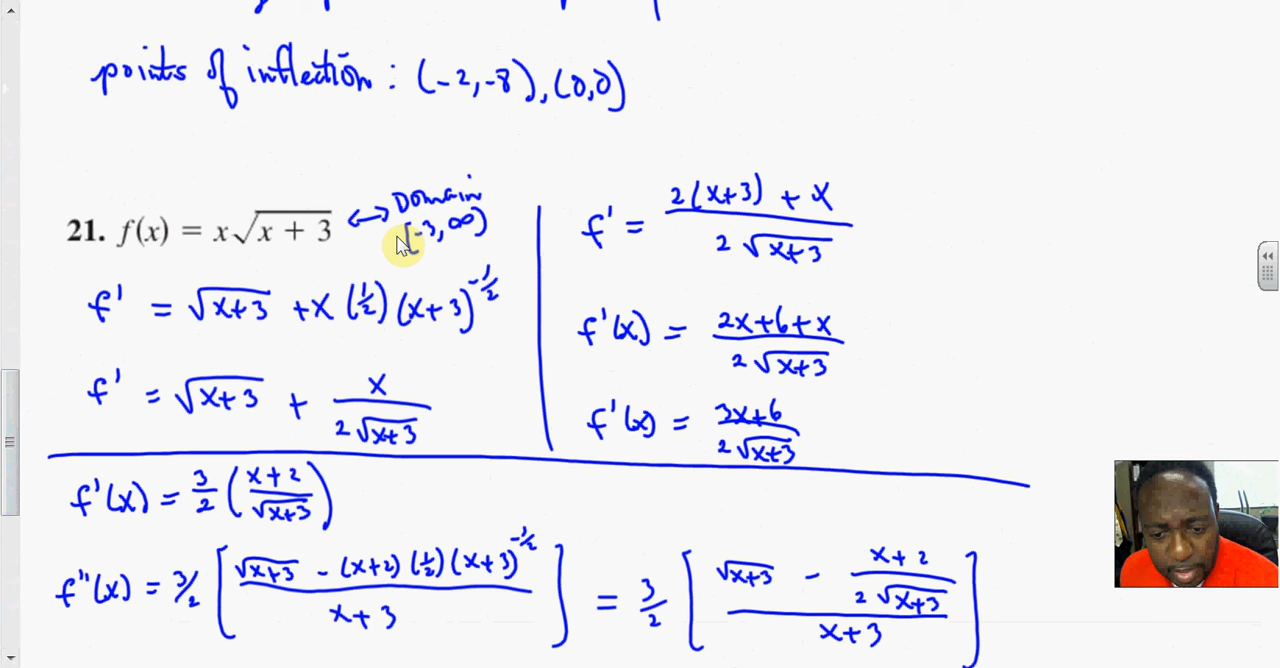 points of inflection : (-2,-8), (0,0)
21. f(x) = x√(x + 3) ↔ Domain [-3, ∞)
f' = √(x+3) + x (1/2) (x+3)^(-1/2)
f' = √(x+3) + x/(2√(x+3))
f' = (2(x+3) + x)/(2√(x+3))
f'(x) = (2x+6+x)/(2√(x+3))
f'(x) = (3x+6)/(2√(x+3))
f'(x) = 3/2 ((x+2)/√(x+3))
f''(x) = 3/2 [(√(x+3) - (x+2)(1/2)(x+3)^(-1/2))/(x+3)] = 3/2 [(√(x+3) - (x+2)/(2√(x+3)))/(x+3)]